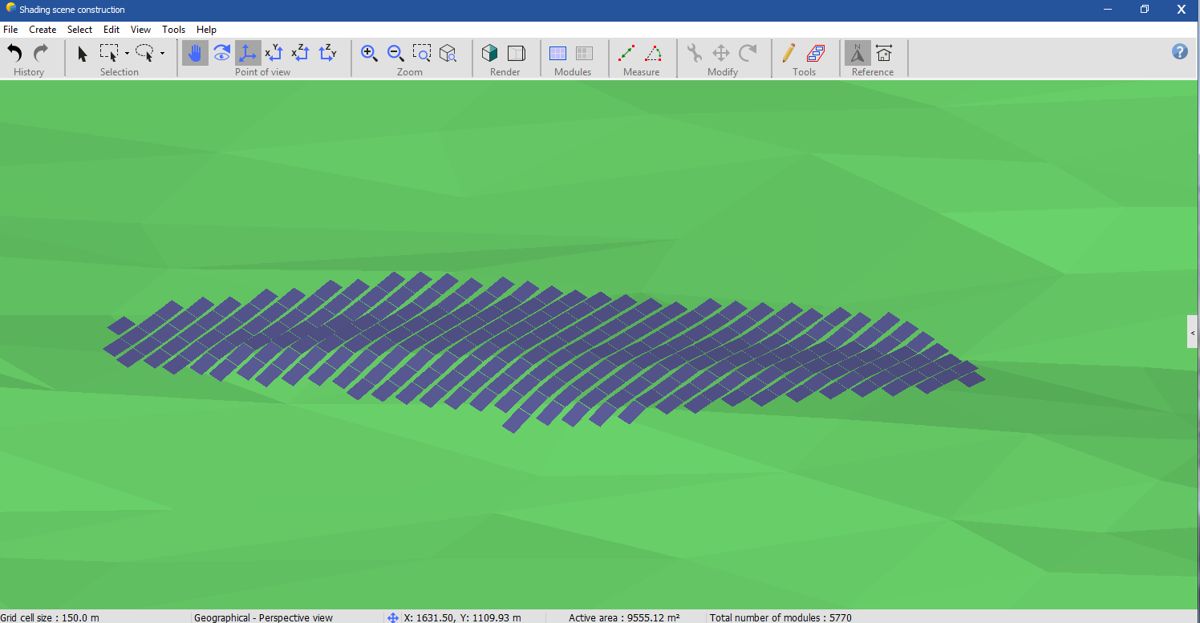 Shading scene construction
File Create Select Edit View Tools Help
X Y X Z Z Y N ?
History Selection Point of view Zoom Render Modules Measure Modify Tools Reference
<
Grid cell size : 150.0 m Geographical - Perspective view X: 1631.50, Y: 1109.93 m Active area : 9555.12 m² Total number of modules : 5770